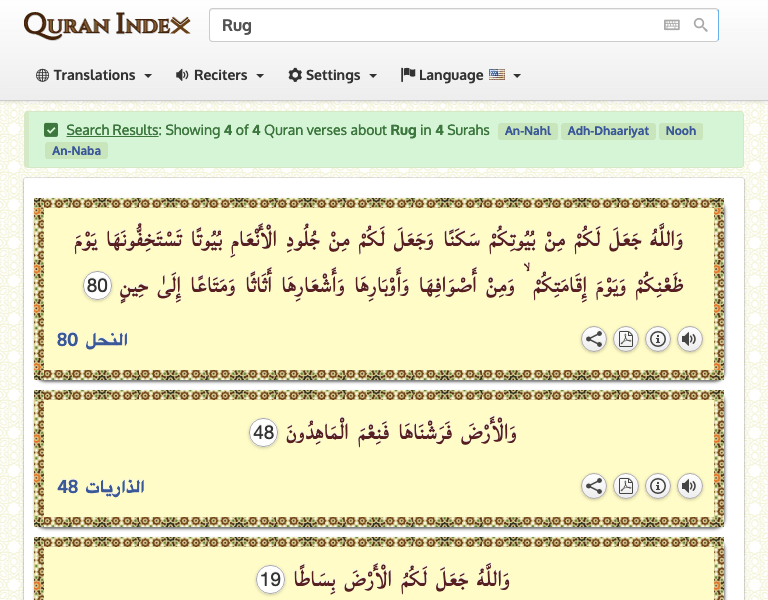 QURAN INDEX
Rug
Translations Reciters Settings Language
Search Results: Showing 4 of 4 Quran verses about Rug in 4 Surahs An-Nahl Adh-Dhaariyat Nooh
An-Naba
وَاللَّهُ جَعَلَ لَكُمْ مِنْ بُيُوتِكُمْ سَكَنًا وَجَعَلَ لَكُمْ مِنْ جُلُودِ الْأَنْعَامِ بُيُوتًا تَسْتَخِفُّونَهَا يَوْمَ
ظَعْنِكُمْ وَيَوْمَ إِقَامَتِكُمْ ۙ وَمِنْ أَصْوَافِهَا وَأَوْبَارِهَا وَأَشْعَارِهَا أَثَاثًا وَمَتَاعًا إِلَىٰ حِينٍ 80
النحل 80
وَالْأَرْضَ فَرَشْنَاهَا فَنِعْمَ الْمَاهِدُونَ 48
الذاريات 48
وَاللَّهُ جَعَلَ لَكُمُ الْأَرْضَ بِسَاطًا 19